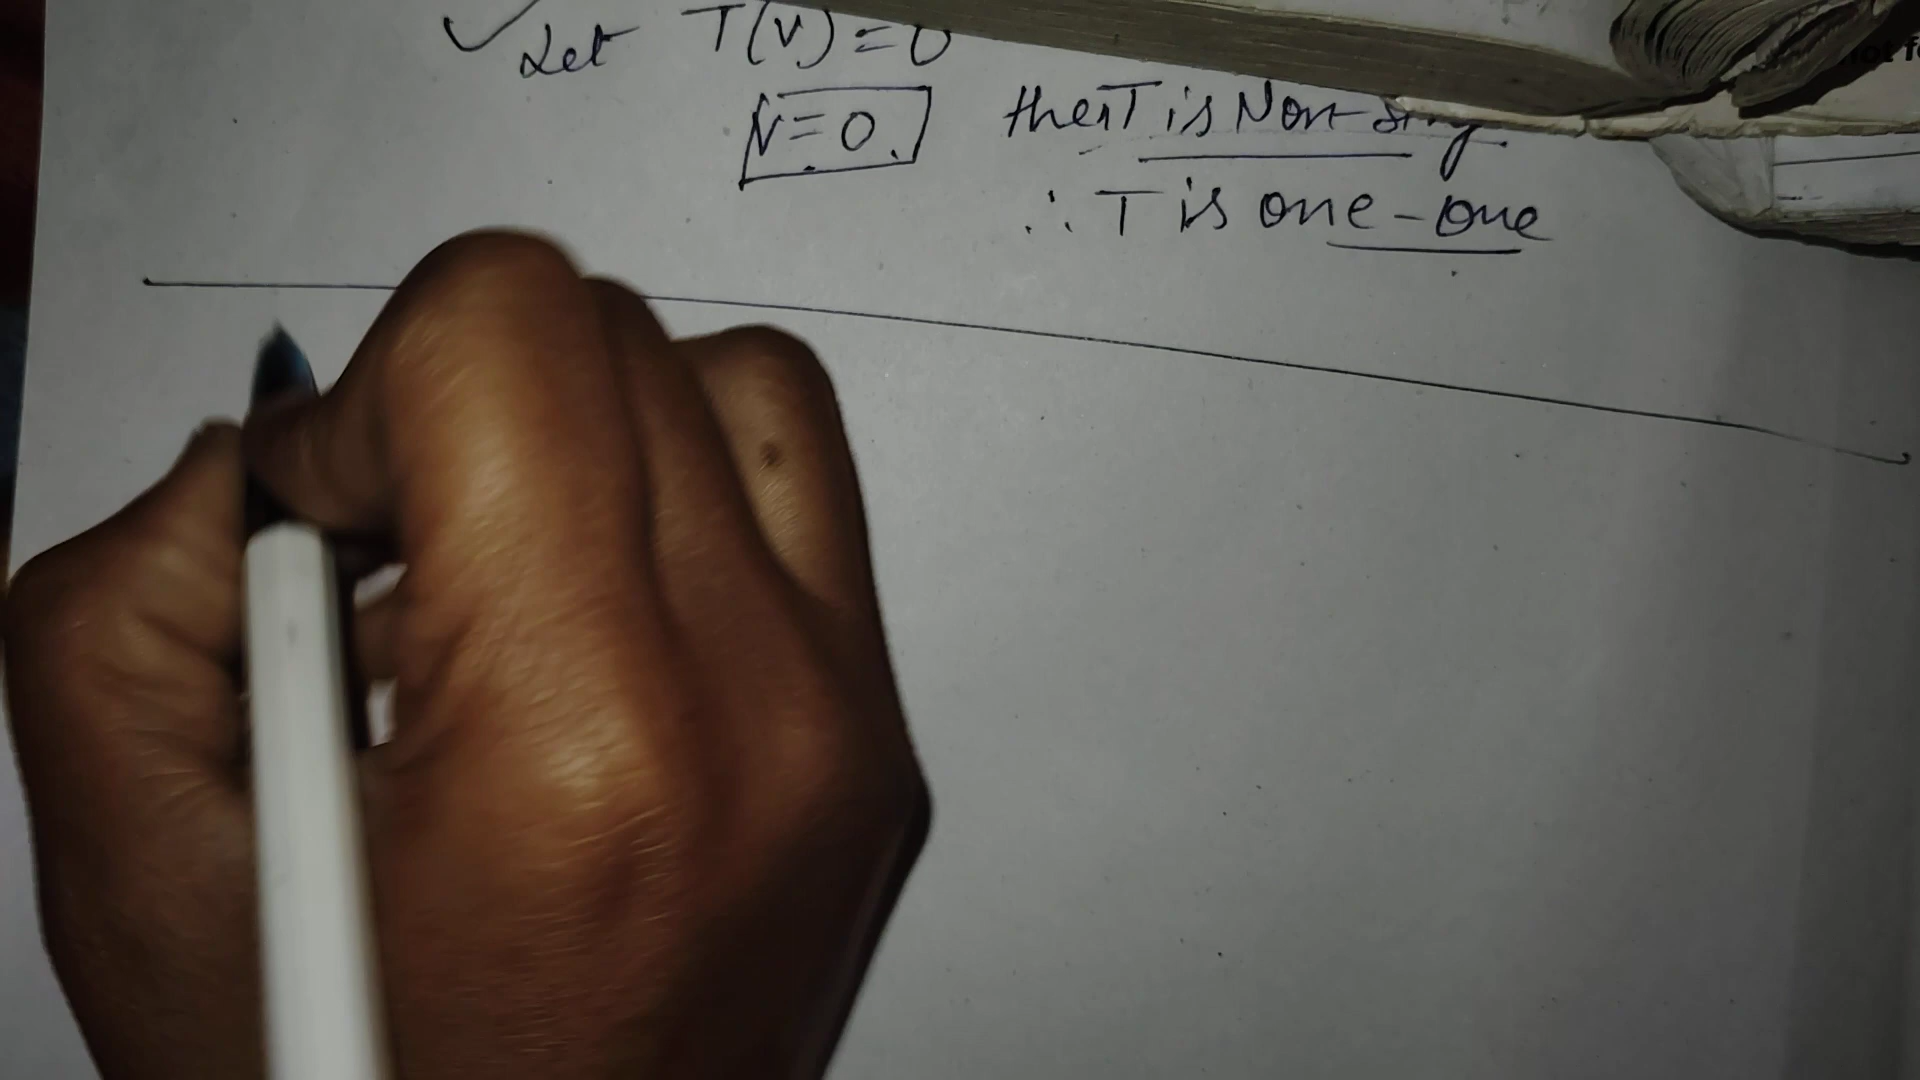 Let T(v)=0
V=0. then T is Non-
∴ T is one-one